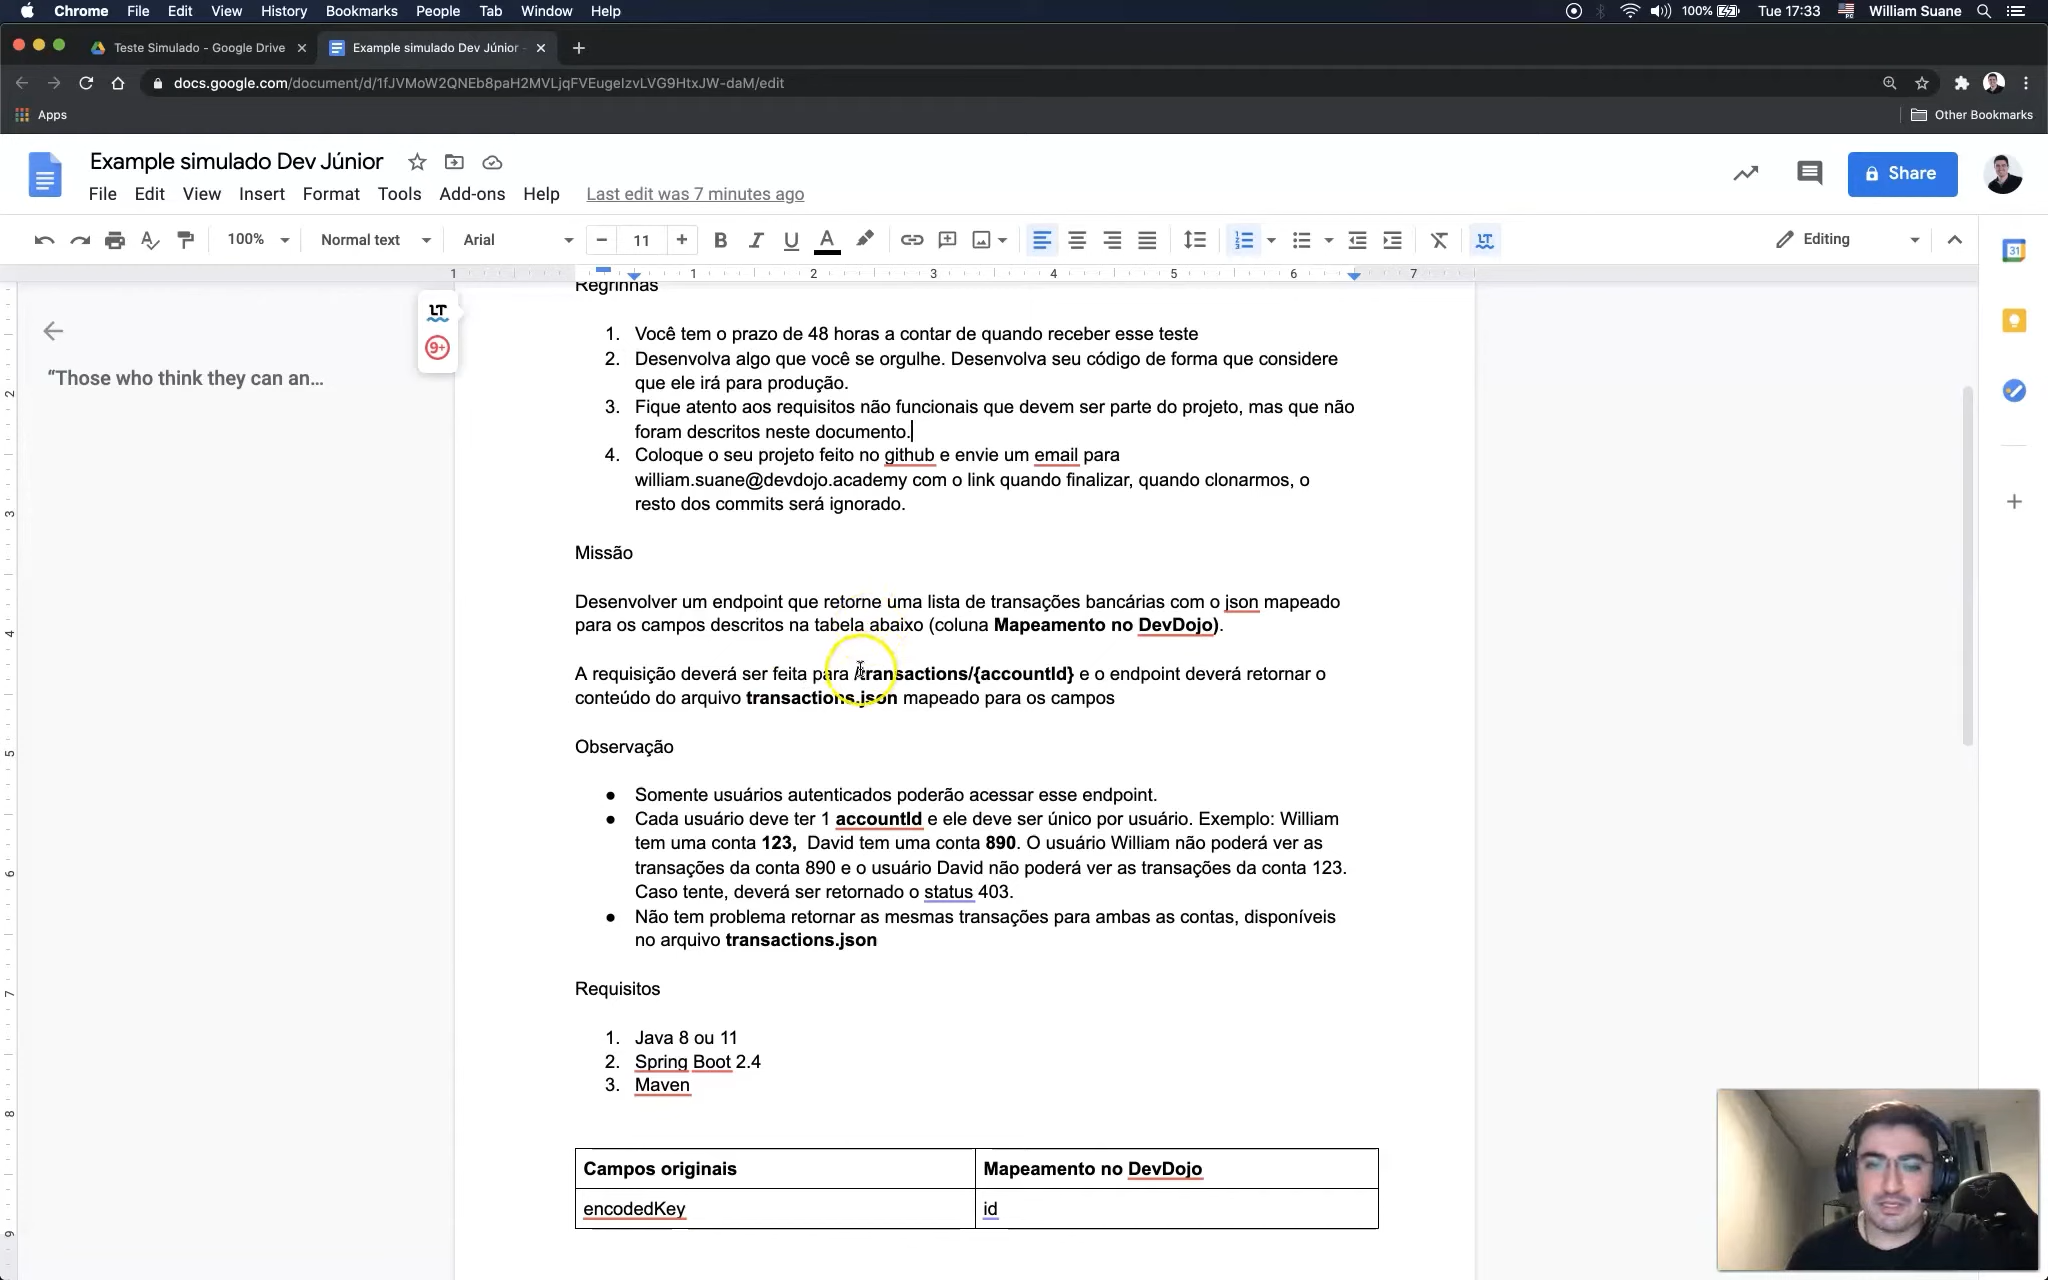 Chrome File Edit View History Bookmarks People Tab Window Help 100% Tue 17:33 William Suane
Teste Simulado - Google Drive Example simulado Dev Júnior -
docs.google.com/document/d/1fJVMoW2QNEb8paH2MVLjqFVEugeIzvLVG9HtxJW-daM/edit
Apps Other Bookmarks
Example simulado Dev Júnior
Share
File Edit View Insert Format Tools Add-ons Help Last edit was 7 minutes ago
100% Normal text Arial 11 Editing
1 1 2 3 4 5 6 7
Regrinhas
"Those who think they can an...
1. Você tem o prazo de 48 horas a contar de quando receber esse teste
2. Desenvolva algo que você se orgulhe. Desenvolva seu código de forma que considere
que ele irá para produção.
3. Fique atento aos requisitos não funcionais que devem ser parte do projeto, mas que não
foram descritos neste documento.
4. Coloque o seu projeto feito no github e envie um email para
william.suane@devdojo.academy com o link quando finalizar, quando clonarmos, o
resto dos commits será ignorado.
Missão
Desenvolver um endpoint que retorne uma lista de transações bancárias com o json mapeado
para os campos descritos na tabela abaixo (coluna Mapeamento no DevDojo).
A requisição deverá ser feita para /transactions/{accountId} e o endpoint deverá retornar o
conteúdo do arquivo transactions.json mapeado para os campos
Observação
● Somente usuários autenticados poderão acessar esse endpoint.
● Cada usuário deve ter 1 accountId e ele deve ser único por usuário. Exemplo: William
tem uma conta 123, David tem uma conta 890. O usuário William não poderá ver as
transações da conta 890 e o usuário David não poderá ver as transações da conta 123.
Caso tente, deverá ser retornado o status 403.
● Não tem problema retornar as mesmas transações para ambas as contas, disponíveis
no arquivo transactions.json
Requisitos
1. Java 8 ou 11
2. Spring Boot 2.4
3. Maven
Campos originais Mapeamento no DevDojo
encodedKey id